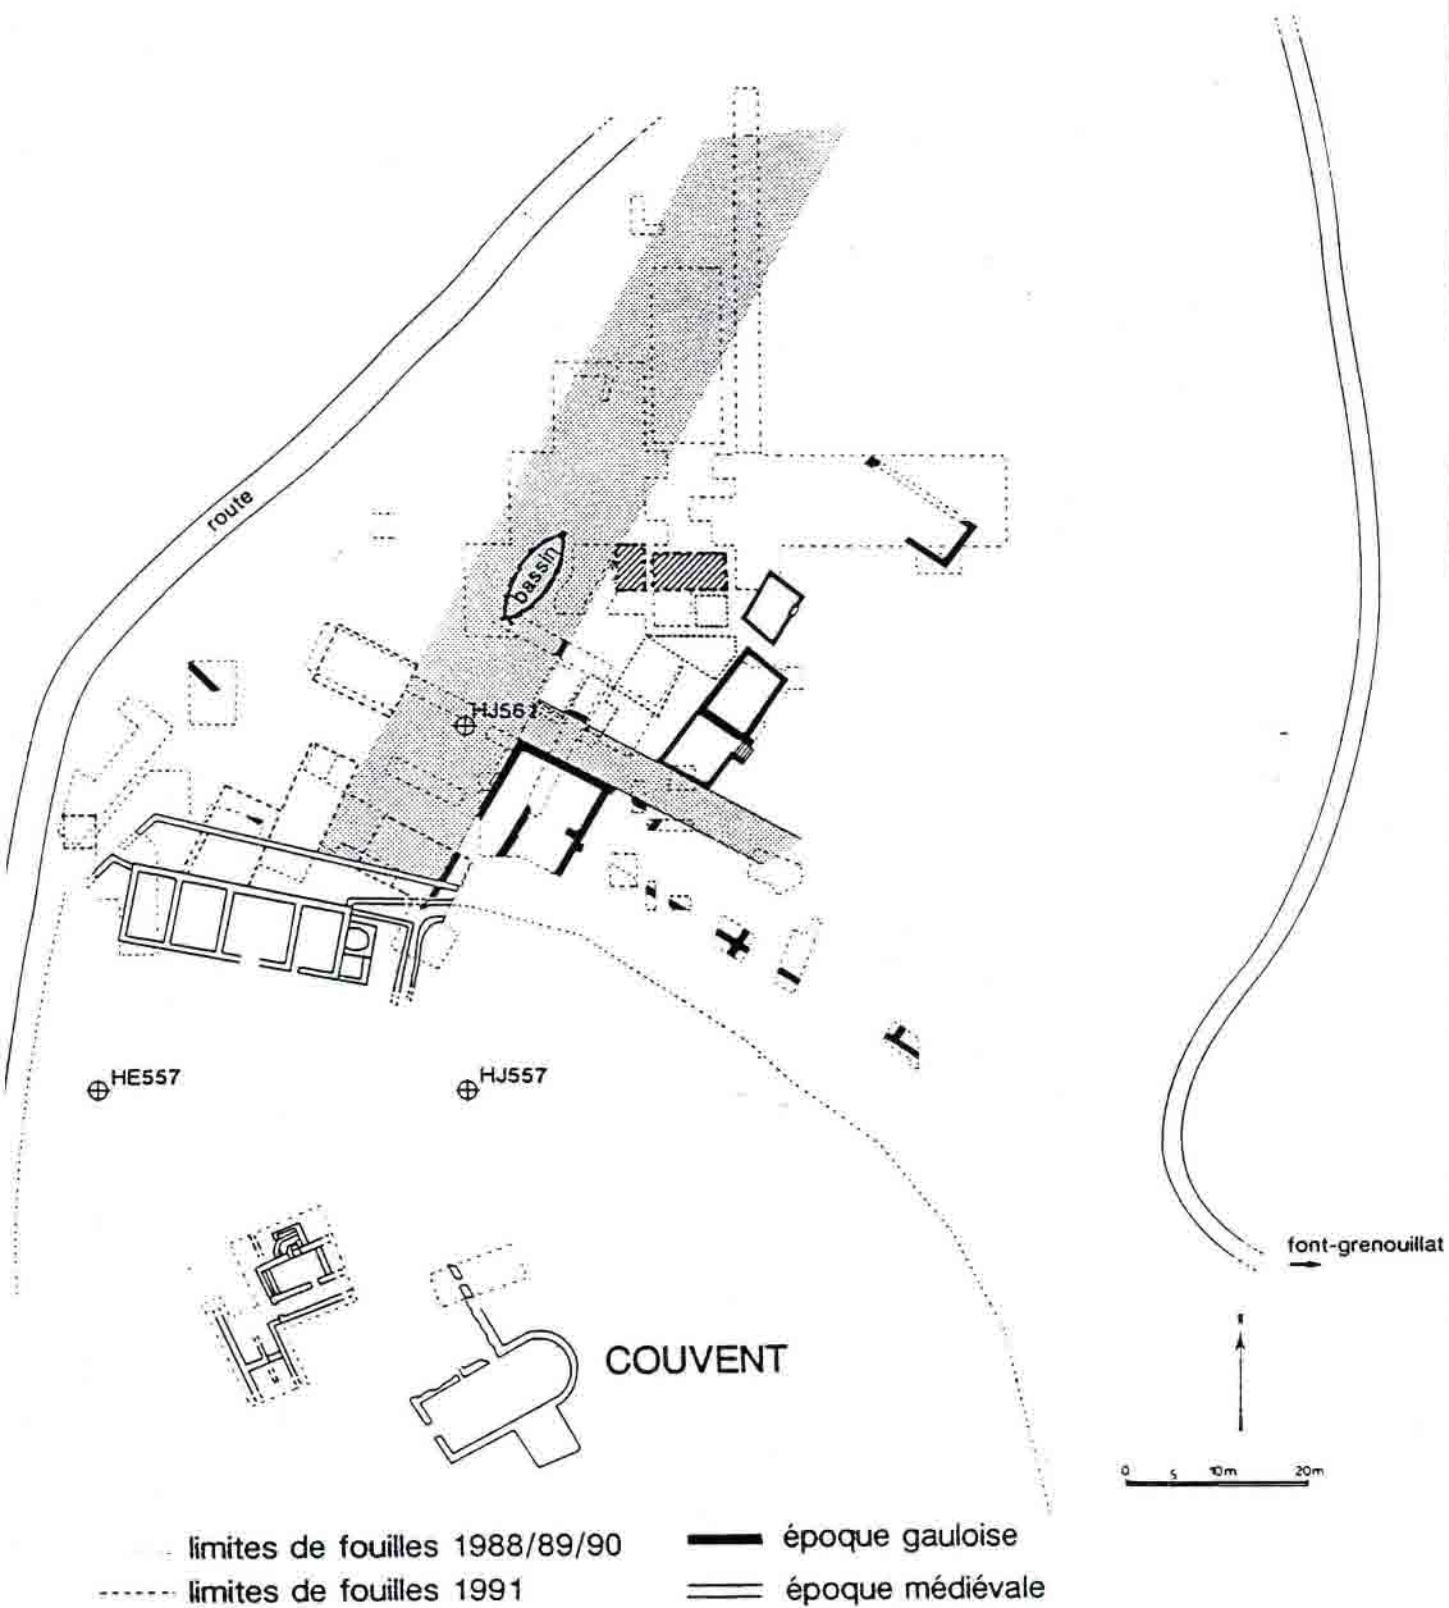 route
bassin
HJ561
HE557
HJ557
font-grenouillat
COUVENT
0 5 10m 20m
limites de fouilles 1988/89/90
époque gauloise
limites de fouilles 1991
époque médiévale